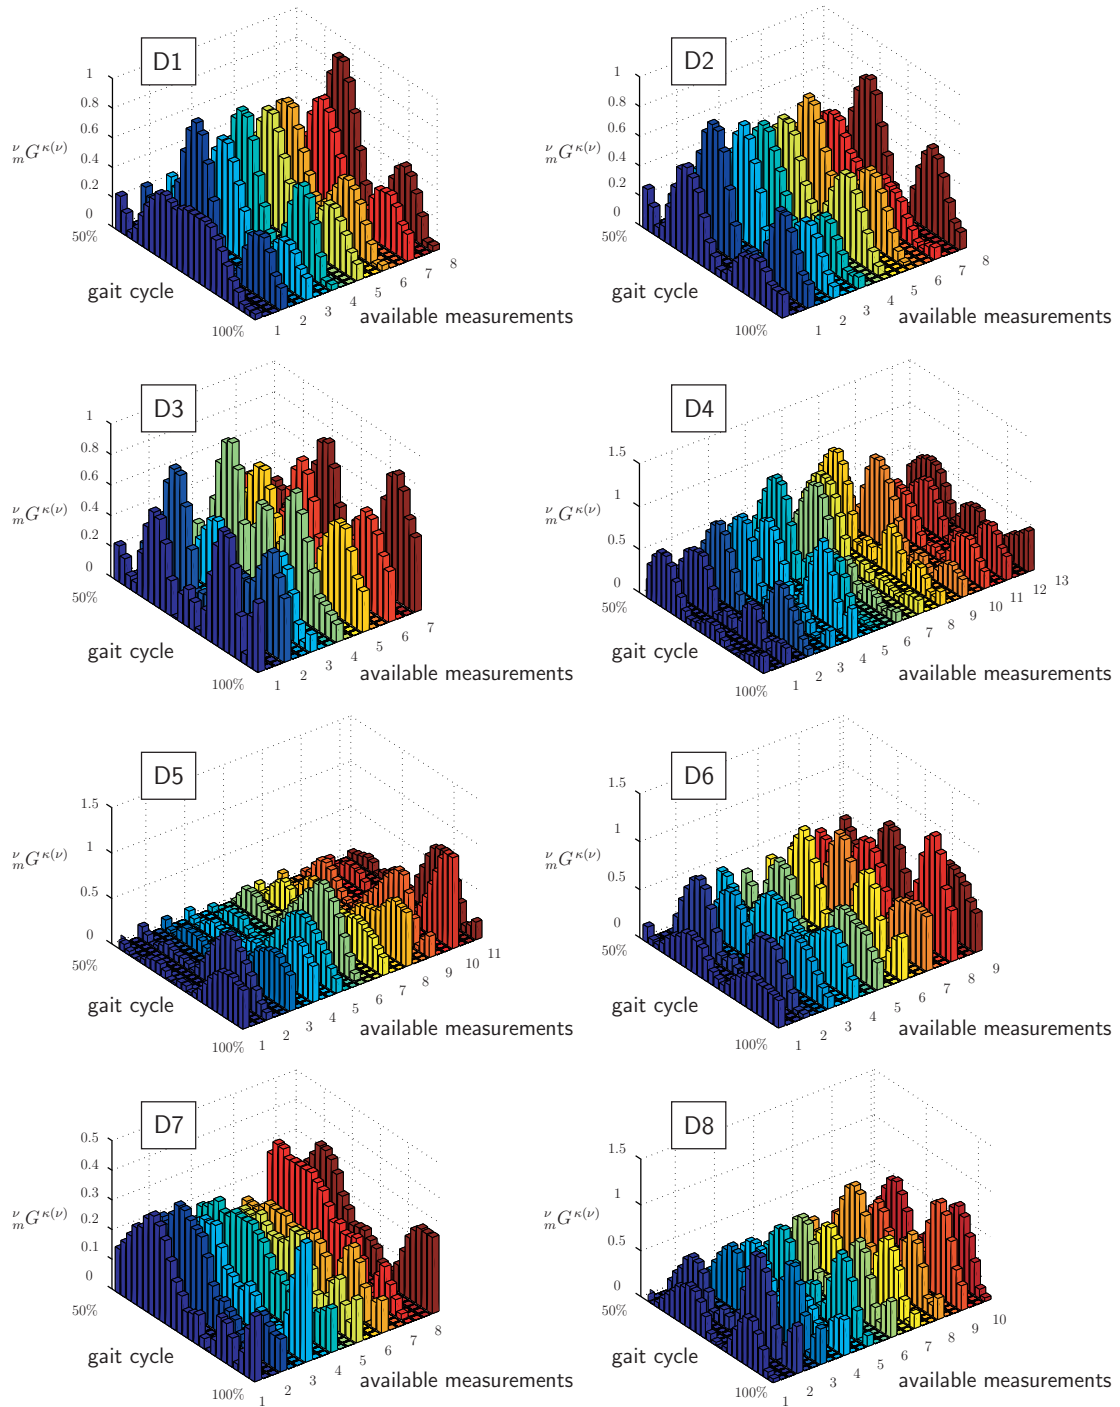 D1
1
0.8
0.6
0.4
0.2
0
ν m G κ(ν)
50%
gait cycle
100%
1 2 3 4 5 6 7 8
available measurements
D2
1
0.8
0.6
0.4
0.2
0
ν m G κ(ν)
50%
gait cycle
100%
1 2 3 4 5 6 7 8
available measurements
D3
1
0.8
0.6
0.4
0.2
0
ν m G κ(ν)
50%
gait cycle
100%
1 2 3 4 5 6 7
available measurements
D4
1.5
1
0.5
0
ν m G κ(ν)
50%
gait cycle
100%
1 2 3 4 5 6 7 8 9 10 11 12 13
available measurements
D5
1.5
1
0.5
0
ν m G κ(ν)
50%
gait cycle
100%
1 2 3 4 5 6 7 8 9 10 11
available measurements
D6
1.5
1
0.5
0
ν m G κ(ν)
50%
gait cycle
100%
1 2 3 4 5 6 7 8 9
available measurements
D7
0.5
0.4
0.3
0.2
0.1
0
ν m G κ(ν)
50%
gait cycle
100%
1 2 3 4 5 6 7 8
available measurements
D8
1.5
1
0.5
0
ν m G κ(ν)
50%
gait cycle
100%
1 2 3 4 5 6 7 8 9 10
available measurements